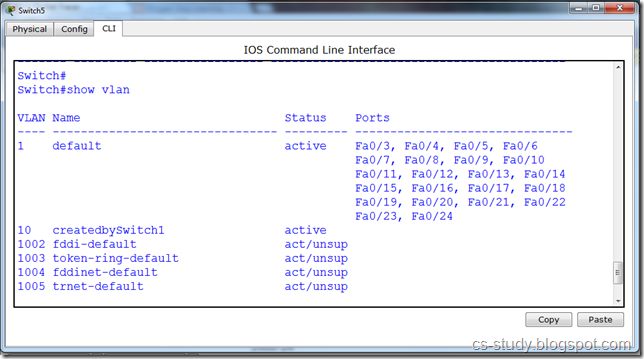 Switch5
Physical Config CLI
IOS Command Line Interface
Switch#
Switch#show vlan
VLAN Name Status Ports
---- -------------------------------- --------- -------------------------------
1 default active Fa0/3, Fa0/4, Fa0/5, Fa0/6
Fa0/7, Fa0/8, Fa0/9, Fa0/10
Fa0/11, Fa0/12, Fa0/13, Fa0/14
Fa0/15, Fa0/16, Fa0/17, Fa0/18
Fa0/19, Fa0/20, Fa0/21, Fa0/22
Fa0/23, Fa0/24
10 createdbySwitch1 active
1002 fddi-default act/unsup
1003 token-ring-default act/unsup
1004 fddinet-default act/unsup
1005 trnet-default act/unsup
Copy Paste
cs-study.blogspot.com